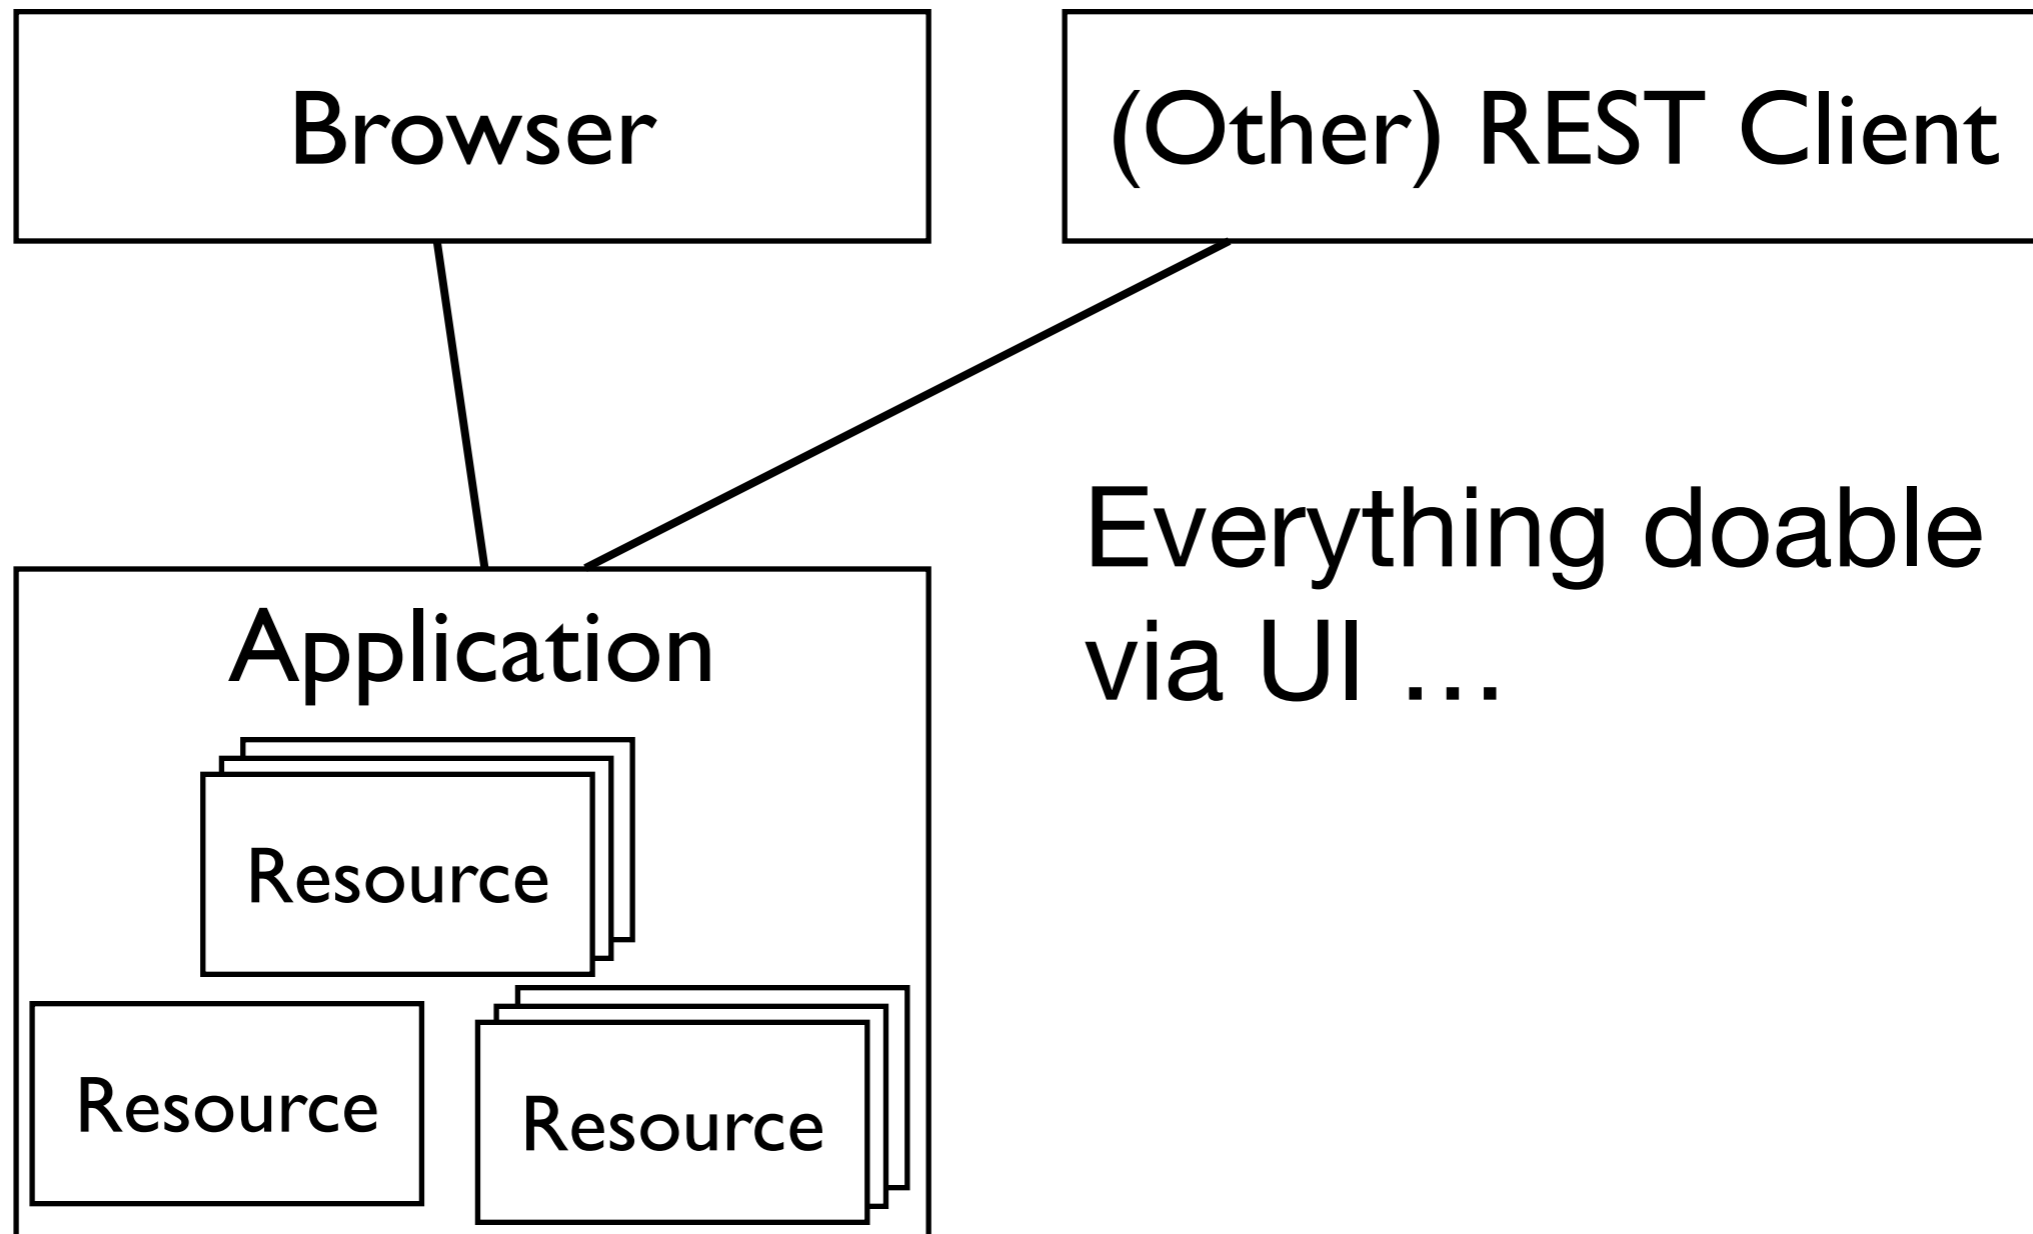 Browser
(Other) REST Client
Everything doable
via UI ...
Application
Resource
Resource
Resource